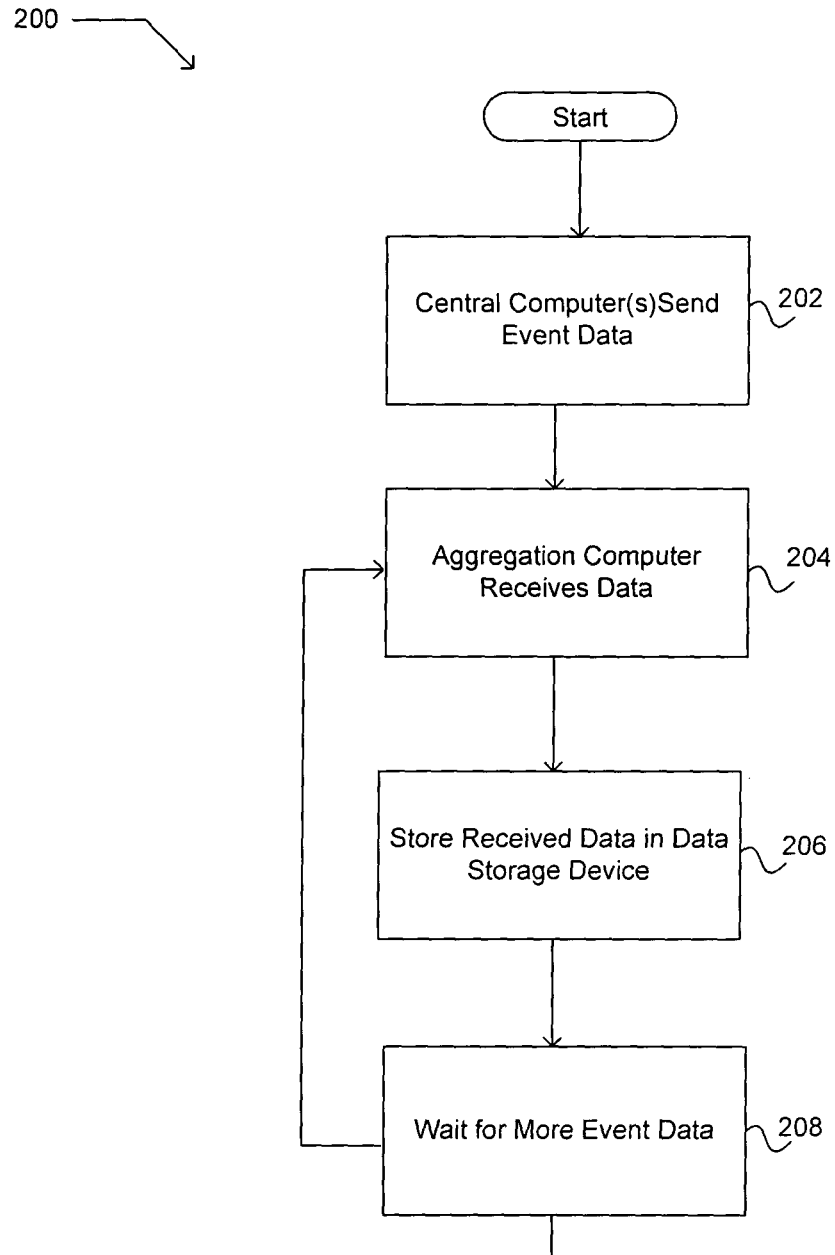 200
Start
Central Computer(s)Send
Event Data
202
Aggregation Computer
Receives Data
204
Store Received Data in Data
Storage Device
206
Wait for More Event Data
208